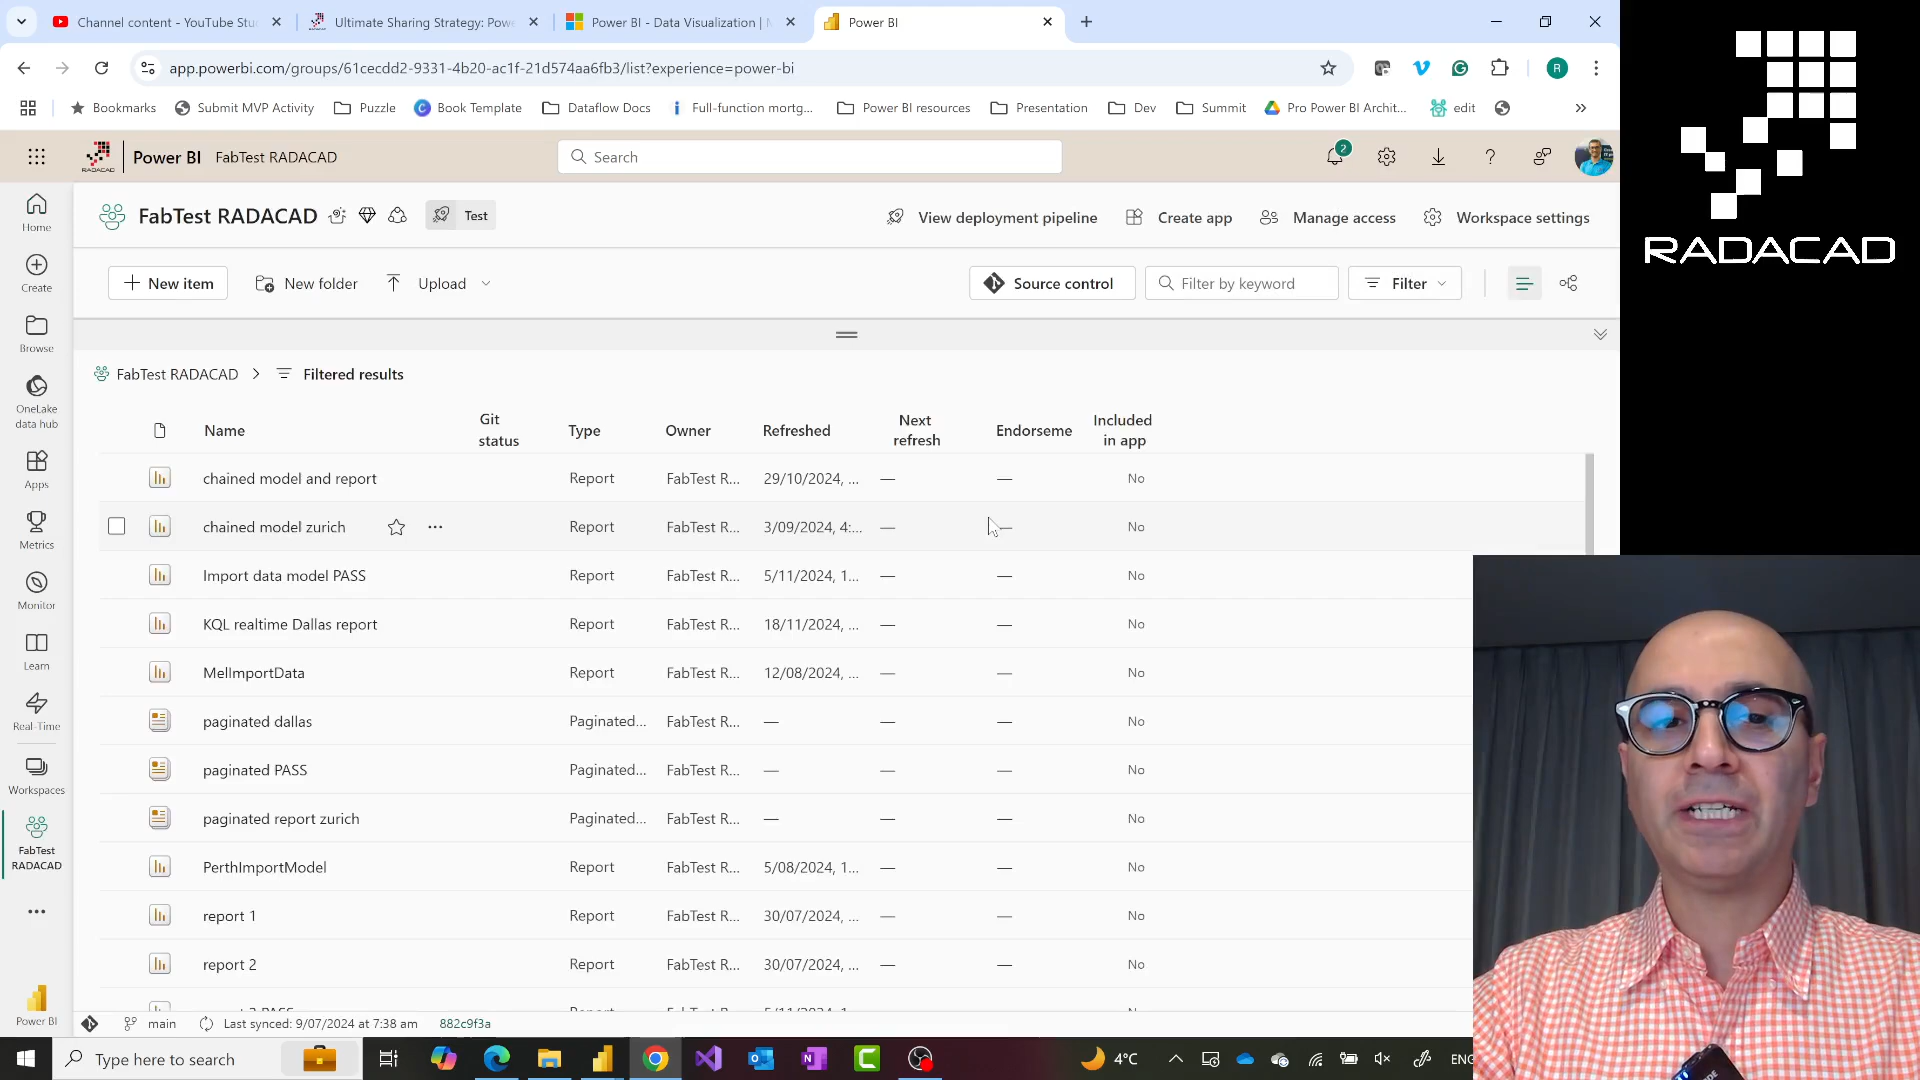 Channel content - YouTube Stu
Ultimate Sharing Strategy: Powe
Power BI - Data Visualization | M
Power BI
app.powerbi.com/groups/61cecdd2-9331-4b20-ac1f-21d574aa6fb3/list?experience=power-bi
R
Bookmarks
Submit MVP Activity
Puzzle
Book Template
Dataflow Docs
Full-function mortg...
Power BI resources
Presentation
Dev
Summit
Pro Power BI Archit...
edit
RADACAD
Power BI FabTest RADACAD
Search
2
FabTest RADACAD
Test
View deployment pipeline
Create app
Manage access
Workspace settings
New item
New folder
Upload
Source control
Filter by keyword
Filter
Home
Create
Browse
OneLake
data hub
Apps
Metrics
Monitor
Learn
Real-Time
Workspaces
FabTest
RADACAD
Power BI
FabTest RADACAD > Filtered results
Name Git status Type Owner Refreshed Next refresh Endorseme Included in app
chained model and report Report FabTest R... 29/10/2024, ... — — No
chained model zurich Report FabTest R... 3/09/2024, 4:... — — No
Import data model PASS Report FabTest R... 5/11/2024, 1... — — No
KQL realtime Dallas report Report FabTest R... 18/11/2024, ... — — No
MelImportData Report FabTest R... 12/08/2024, ... — — No
paginated dallas Paginated... FabTest R... — — — No
paginated PASS Paginated... FabTest R... — — — No
paginated report zurich Paginated... FabTest R... — — — No
PerthImportModel Report FabTest R... 5/08/2024, 1... — — No
report 1 Report FabTest R... 30/07/2024, ... — — No
report 2 Report FabTest R... 30/07/2024, ... — — No
main
Last synced: 9/07/2024 at 7:38 am
882c9f3a
Type here to search
4°C
ENG
RADACAD